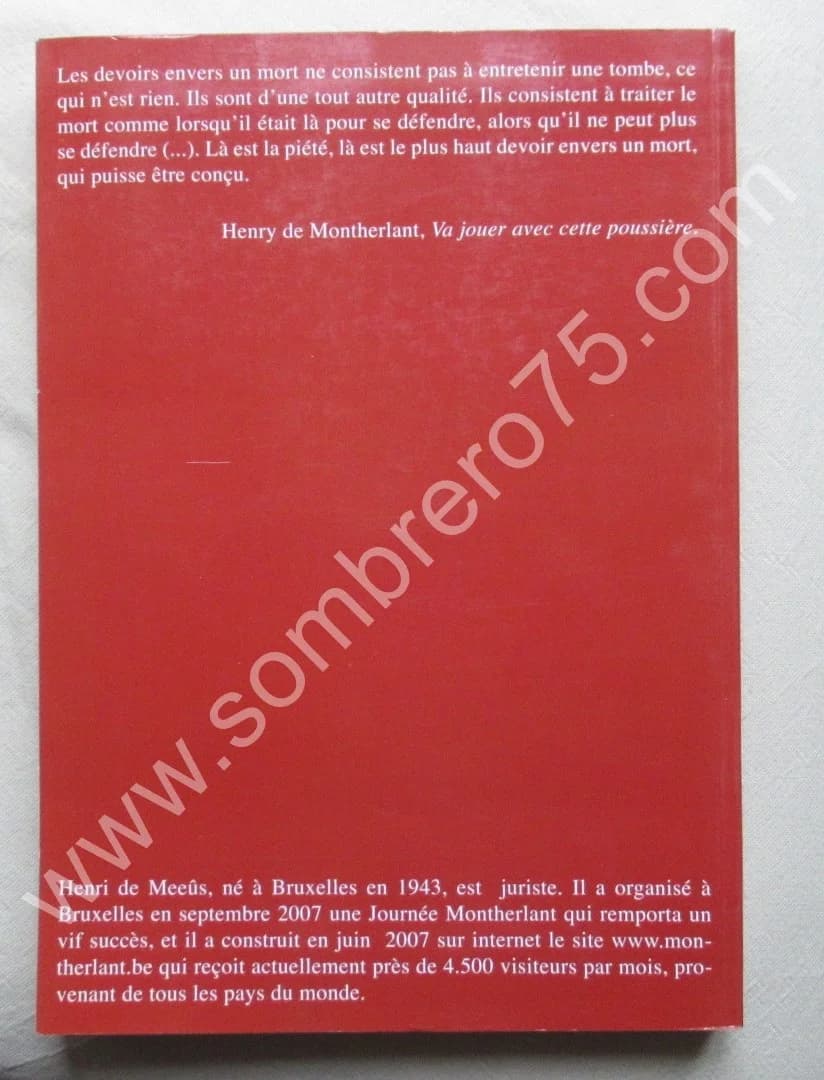 Les devoirs envers un mort ne consistent pas à entretenir une tombe, ce
qui n'est rien. Ils sont d'une tout autre qualité. Ils consistent à traiter le
mort comme lorsqu'il était là pour se défendre, alors qu'il ne peut plus
se défendre (...). Là est la piété, là est le plus haut devoir envers un mort,
qui puisse être conçu.
Henry de Montherlant, Va jouer avec cette poussière.
www.sombrero75.com
Henri de Meeûs, né à Bruxelles en 1943, est juriste. Il a organisé à
Bruxelles en septembre 2007 une Journée Montherlant qui remporta un
vif succès, et il a construit en juin 2007 sur internet le site www.mon-
therlant.be qui reçoit actuellement près de 4.500 visiteurs par mois, pro-
venant de tous les pays du monde.